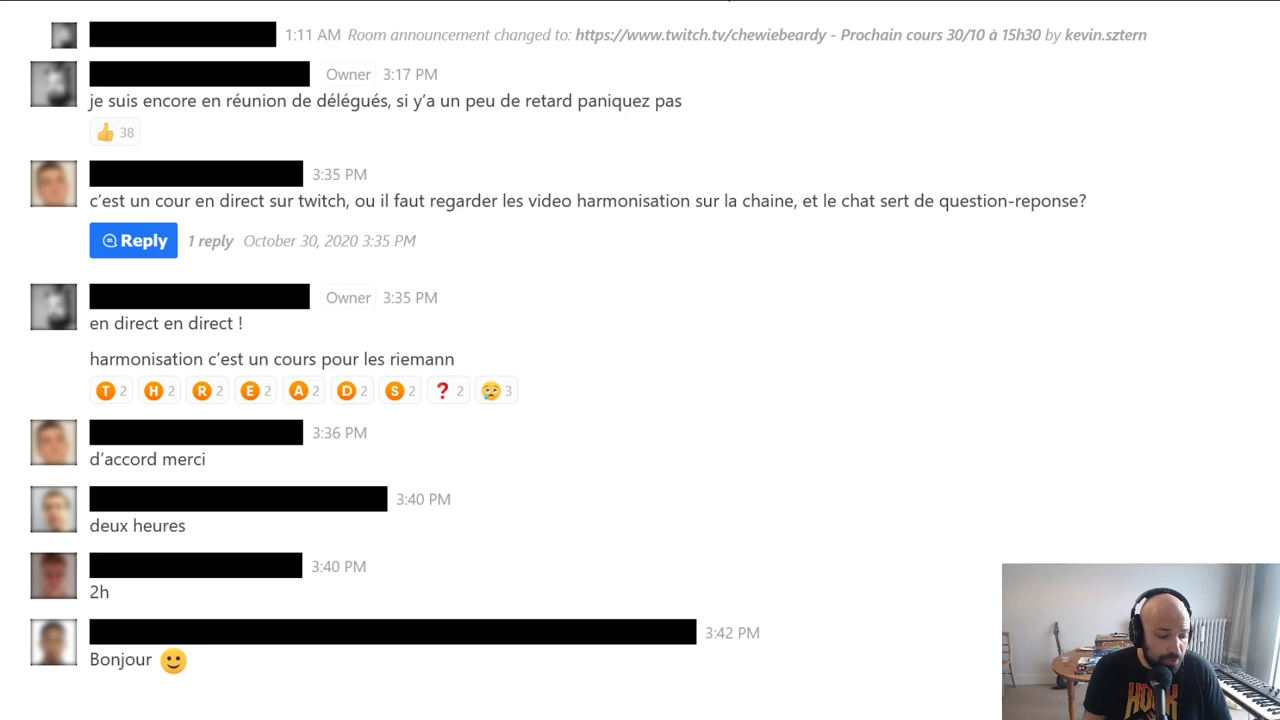 1:11 AM Room announcement changed to: https://www.twitch.tv/chewiebeardy - Prochain cours 30/10 à 15h30 by kevin.sztern
Owner 3:17 PM
je suis encore en réunion de délégués, si y’a un peu de retard paniquez pas
👍 38
3:35 PM
c’est un cour en direct sur twitch, ou il faut regarder les video harmonisation sur la chaine, et le chat sert de question-reponse?
Reply 1 reply October 30, 2020 3:35 PM
Owner 3:35 PM
en direct en direct !
harmonisation c’est un cours pour les riemann
T 2 H 2 R 2 E 2 A 2 D 2 S 2 ❓ 2 😢 3
3:36 PM
d’accord merci
3:40 PM
deux heures
3:40 PM
2h
3:42 PM
Bonjour 🙂